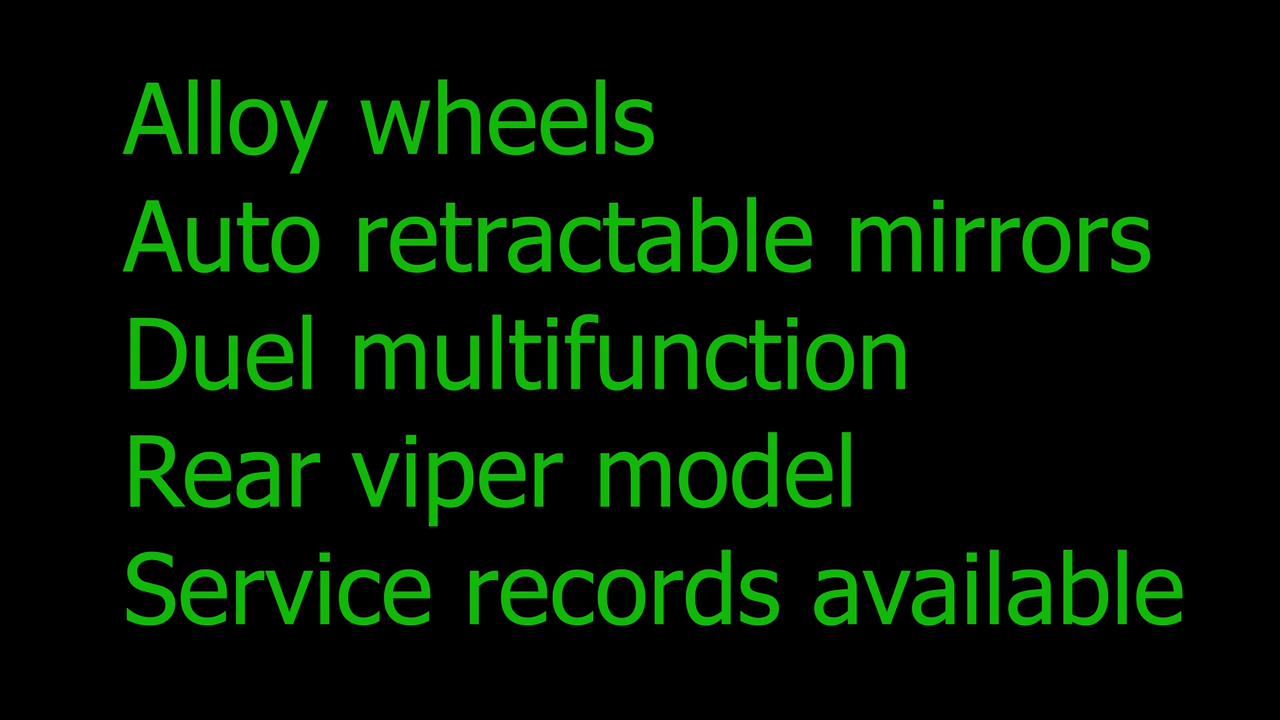 Alloy wheels
Auto retractable mirrors
Duel multifunction
Rear viper model
Service records available